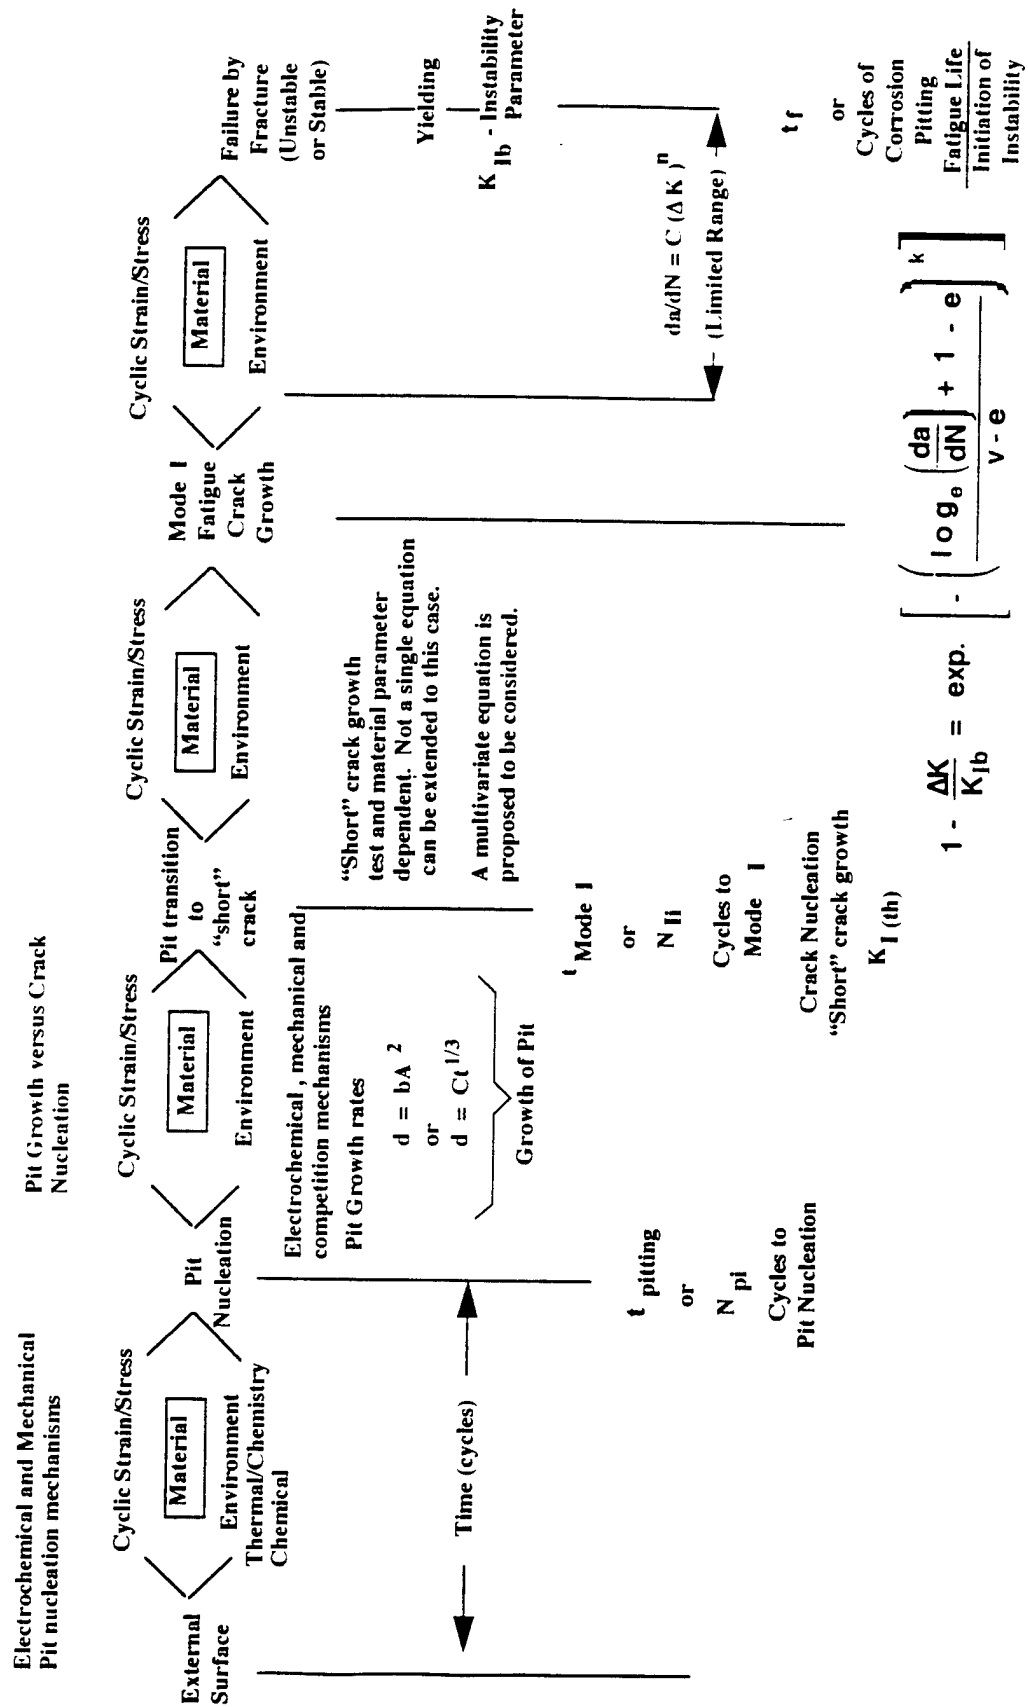 Electrochemical and Mechanical
Pit nucleation mechanisms
Pit Growth versus Crack
Nucleation
External
Surface
Cyclic Strain/Stress
Material
Environment
Thermal/Chemistry
Chemical
Pit
Nucleation
Cyclic Strain/Stress
Material
Environment
Pit transition
to
“short”
crack
Cyclic Strain/Stress
Material
Environment
Mode I
Fatigue
Crack
Growth
Cyclic Strain/Stress
Material
Environment
Failure by
Fracture
(Unstable
or Stable)
Yielding
K Ib - Instability
Parameter
Time (cycles)
Electrochemical , mechanical and
competition mechanisms
Pit Growth rates
d = bA 2
or
d = Ct 1/3
Growth of Pit
“Short” crack growth
test and material parameter
dependent. Not a single equation
can be extended to this case.
A multivariate equation is
proposed to be considered.
da/dN = C (Δ K ) n
(Limited Range)
t pitting
or
N pi
Cycles to
Pit Nucleation
t Mode I
or
N Ii
Cycles to
Mode I
Crack Nucleation
“Short” crack growth
K I (th)
t f
or
Cycles of
Corrosion
Pitting
Fatigue Life
Initiation of
Instability
1 - ΔK / K Ib = exp. [ - ( log e ( da / dN ) + 1 - e / v - e ) k ]